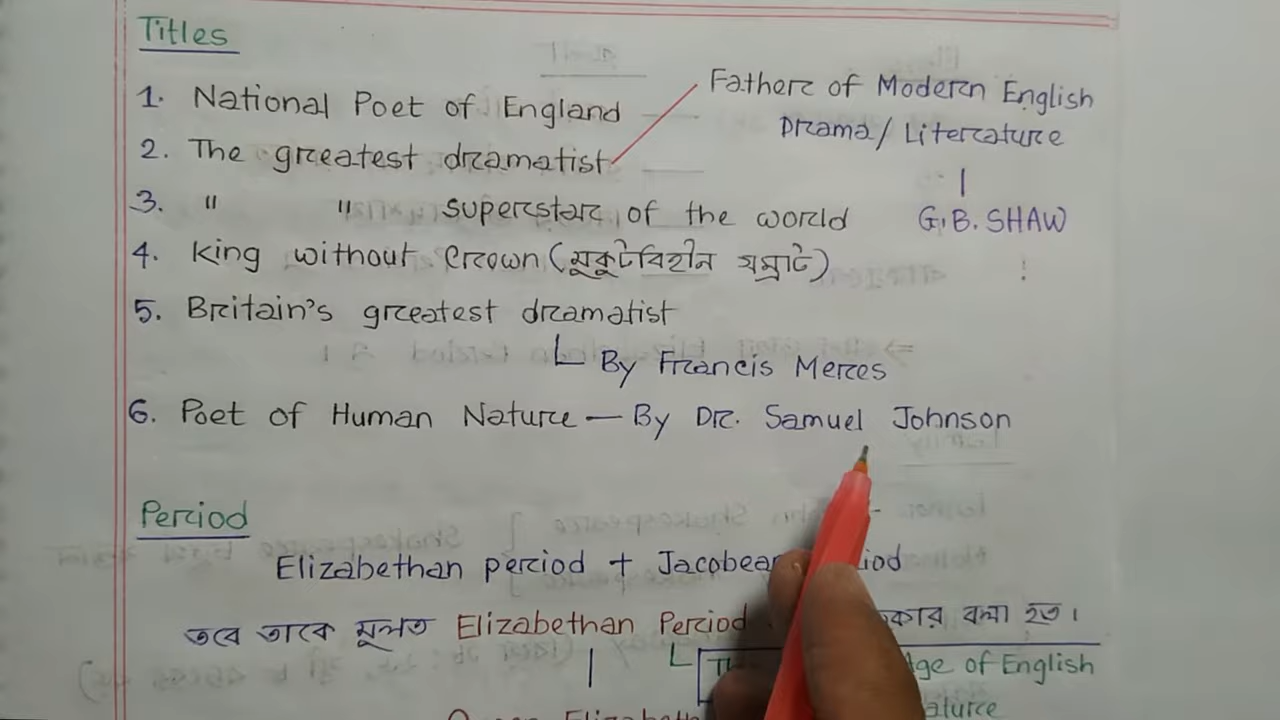 Titles
1. National Poet of England
2. The greatest dramatist
Father of Modern English
Drama / Literature
G.B. SHAW
3. " " superstar of the world
4. King without Crown (মুকুটবিহীন সম্রাট)
5. Britain's greatest dramatist
By Francis Meres
6. Poet of Human Nature — By Dr. Samuel Johnson
Period
Elizabethan period + Jacobean
তবে তাকে মূলত Elizabethan Period বলা হত।
of English
Queen